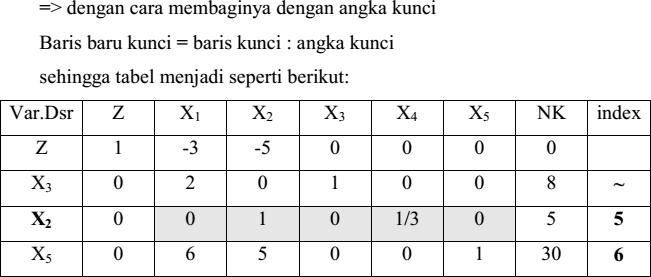 => dengan cara membaginya dengan angka kunci
Baris baru kunci = baris kunci : angka kunci
sehingga tabel menjadi seperti berikut:
Var.Dsr Z X1 X2 X3 X4 X5 NK index
Z 1 -3 -5 0 0 0 0
X3 0 2 0 1 0 0 8 ~
X2 0 0 1 0 1/3 0 5 5
X5 0 6 5 0 0 1 30 6